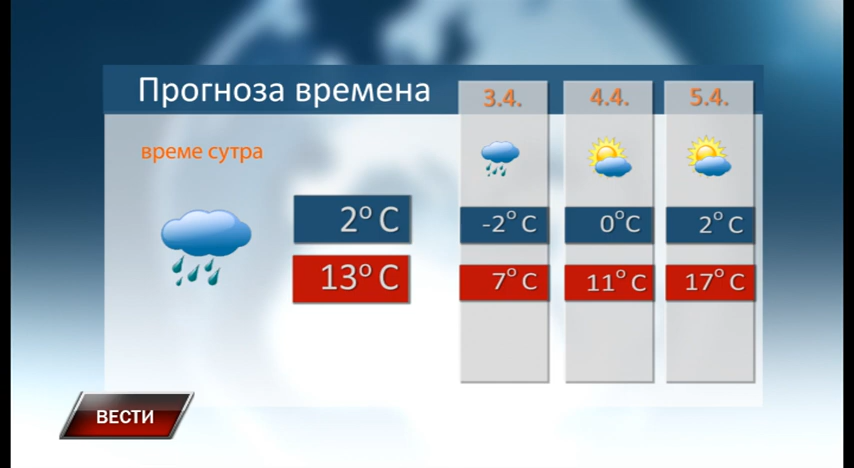 Прогноза времена
време сутра
2° C
13° C
3.4.
-2° C
7° C
4.4.
0°C
11° C
5.4.
2° C
17° C
ВЕСТИ